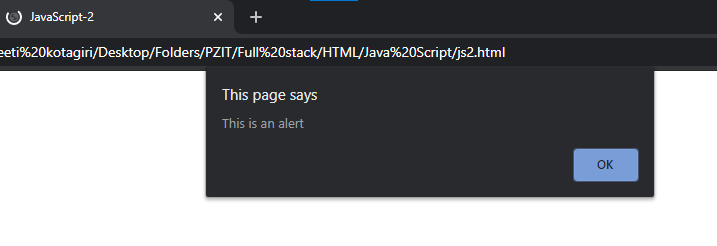 JavaScript-2
eeti%20kotagiri/Desktop/Folders/PZIT/Full%20stack/HTML/Java%20Script/js2.html
This page says
This is an alert
OK